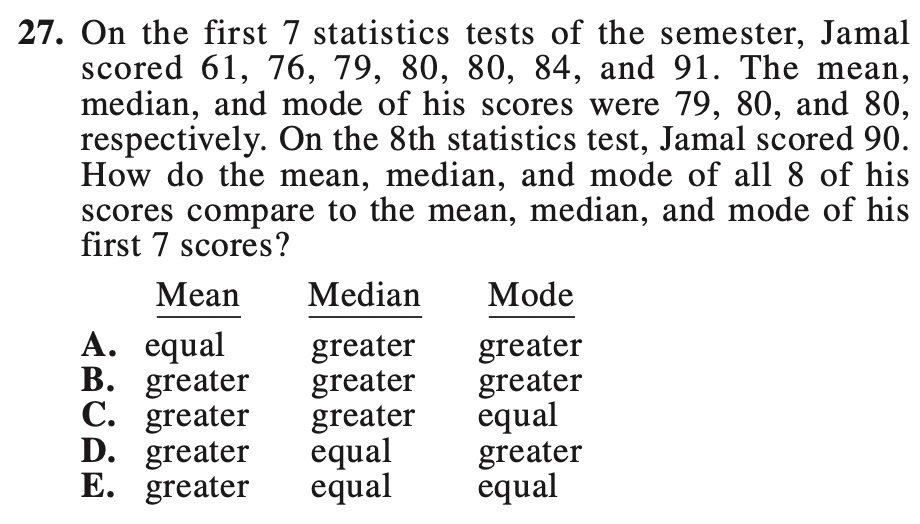 27. On the first 7 statistics tests of the semester, Jamal
scored 61, 76, 79, 80, 80, 84, and 91. The mean,
median, and mode of his scores were 79, 80, and 80,
respectively. On the 8th statistics test, Jamal scored 90.
How do the mean, median, and mode of all 8 of his
scores compare to the mean, median, and mode of his
first 7 scores?
Mean Median Mode
A. equal greater greater
B. greater greater greater
C. greater greater equal
D. greater equal greater
E. greater equal equal